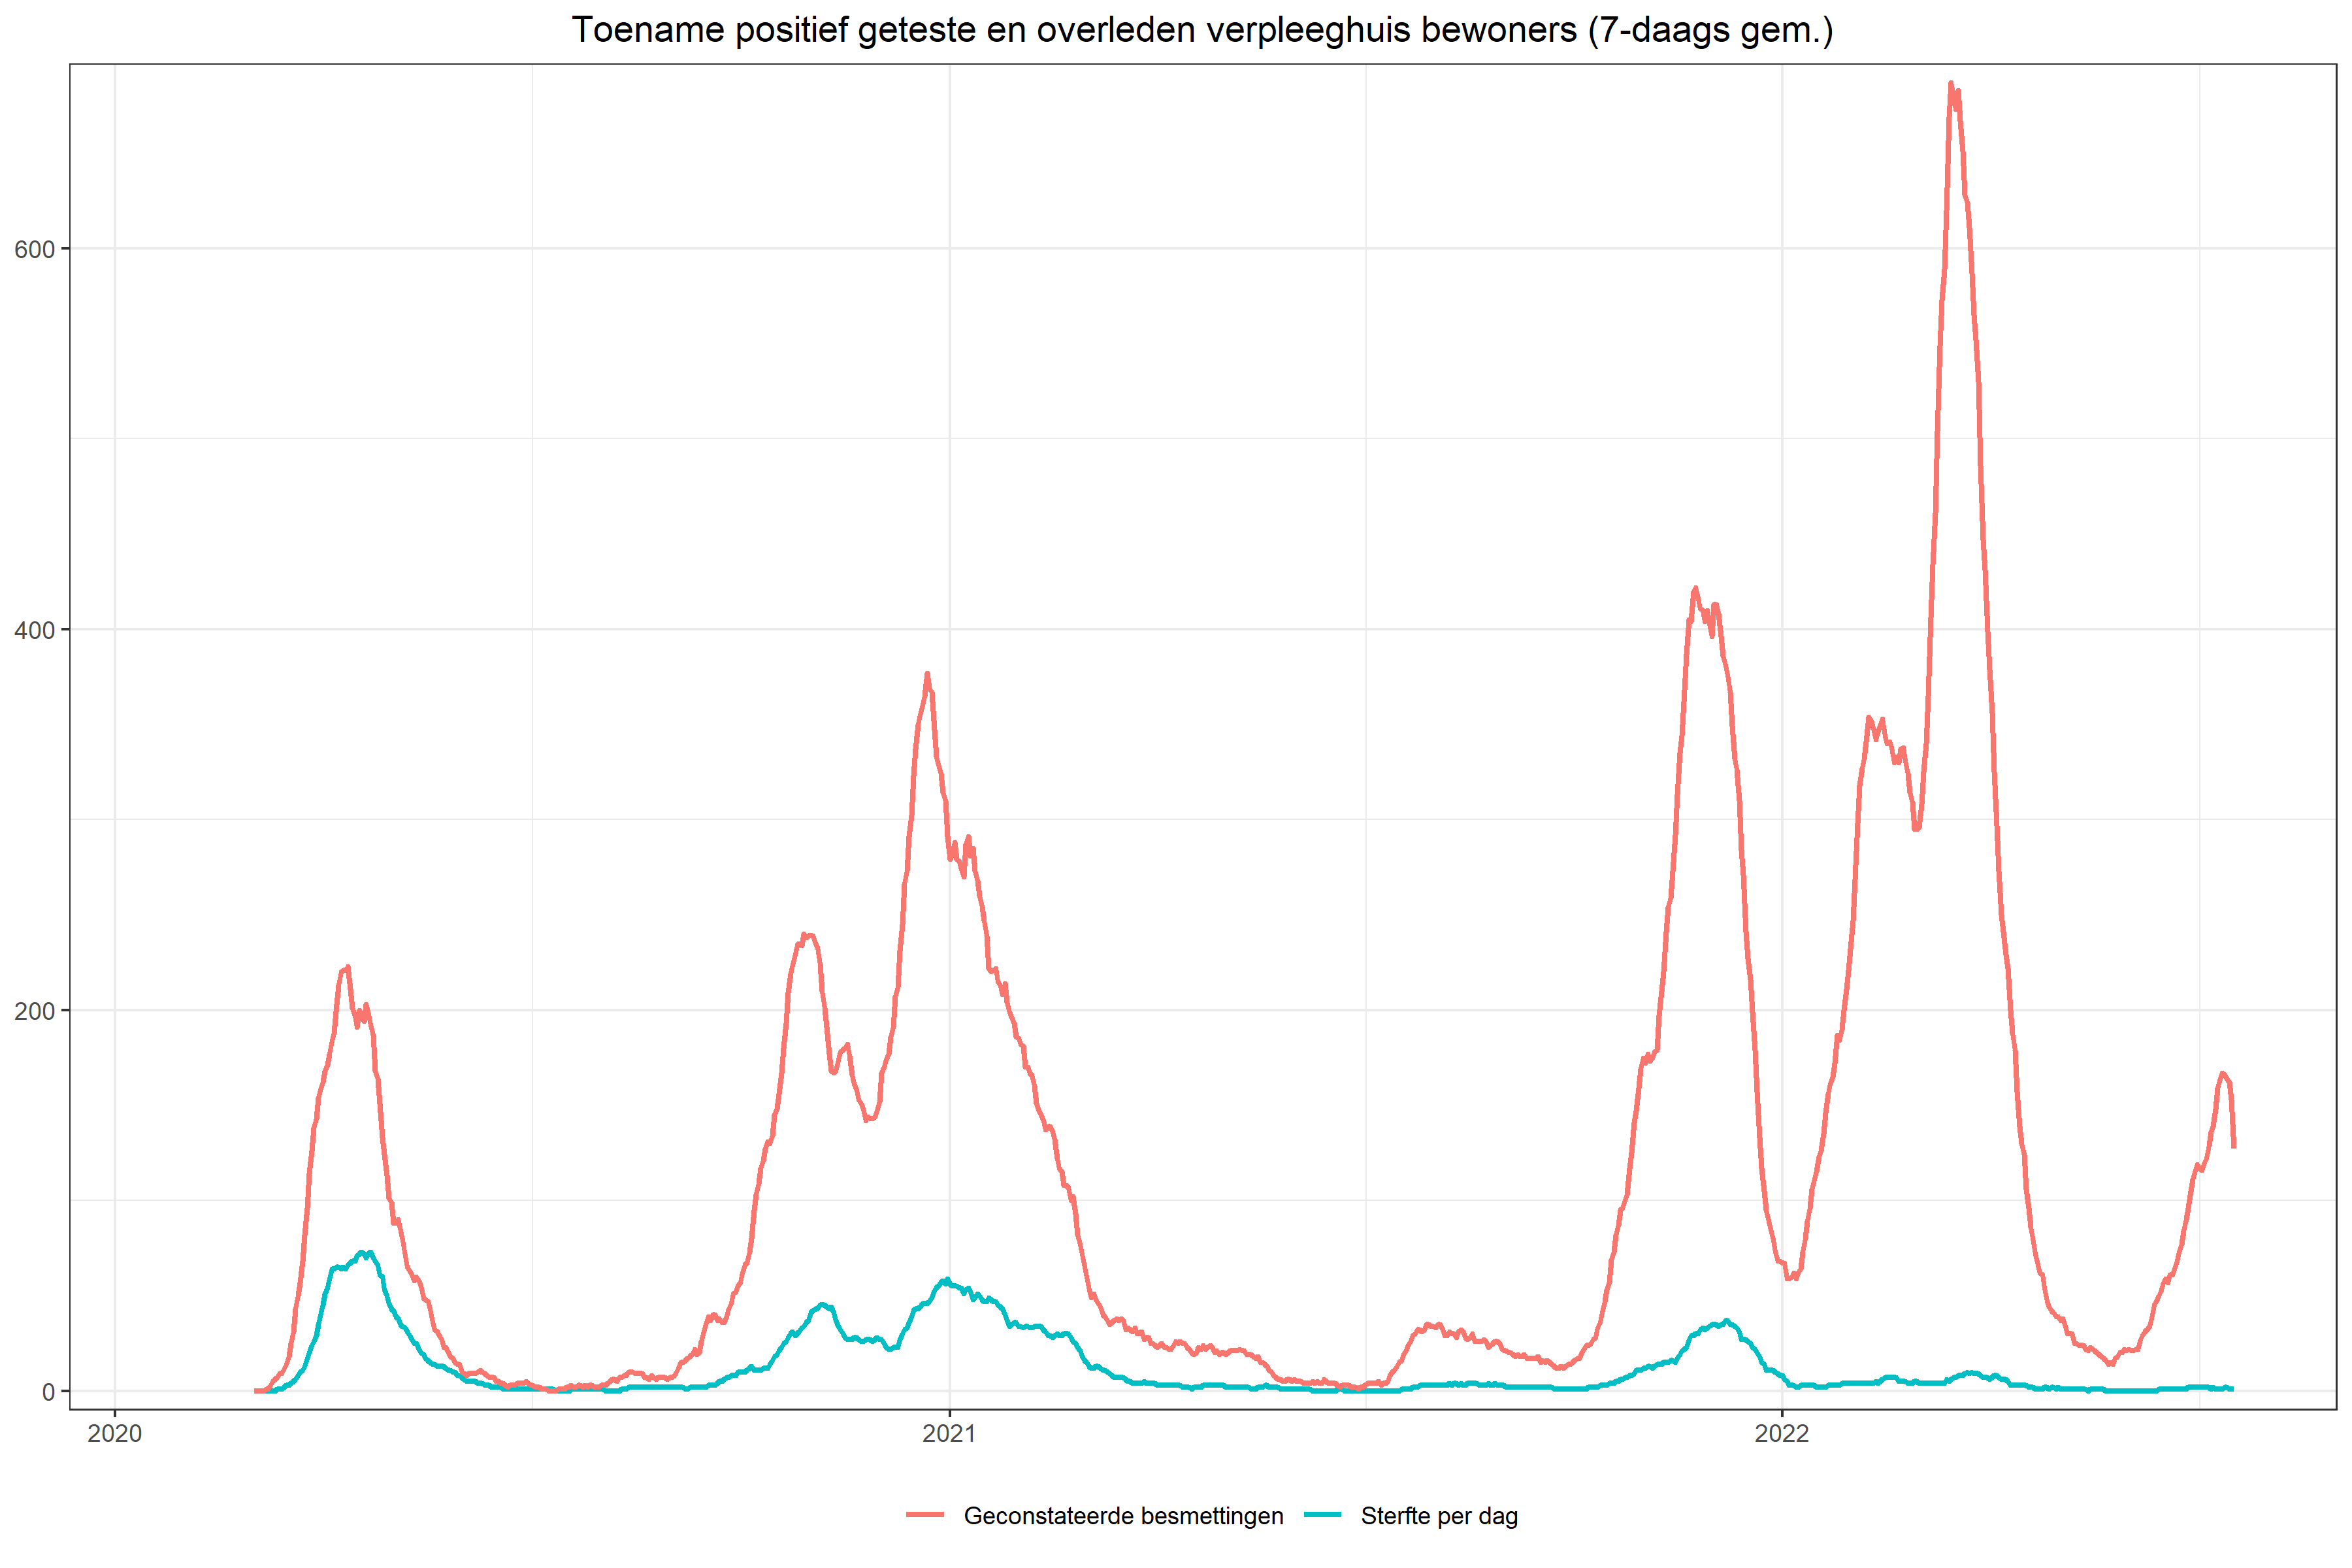 Toename positief geteste en overleden verpleeghuis bewoners (7-daags gem.)
600
400
200
0
2020
2021
2022
Geconstateerde besmettingen
Sterfte per dag